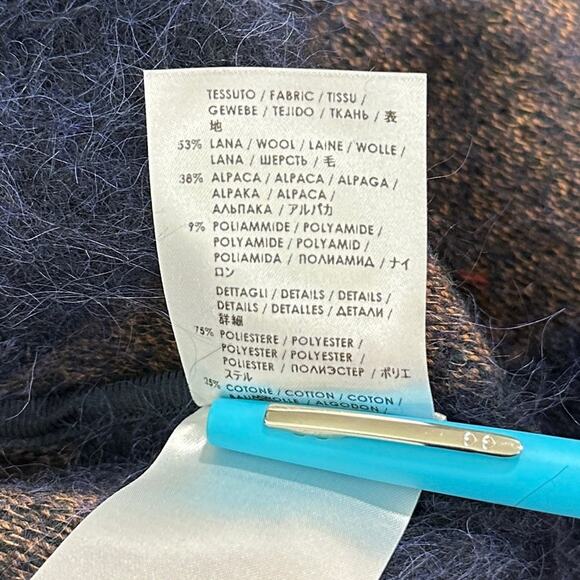 TESSUTO / FABRIC / TISSU /
GEWEBE / TEJIDO / ТКАНЬ / 表
地
53% LANA / WOOL / LAINE / WOLLE /
LANA / ШЕРСТЬ / 毛
38% ALPACA / ALPACA / ALPAGA /
ALPAKA / ALPACA /
АЛЬПАКА / アルパカ
9% POLIAMMIDE / POLYAMIDE /
POLYAMIDE / POLYAMID /
POLIAMIDA / ПОЛИАМИД / ナイ
ロン
DETTAGLI / DETAILS / DETAILS /
DETAILS / DETALLES / ДЕТАЛИ /
詳細
75% POLIESTERE / POLYESTER /
POLYESTER / POLYESTER /
POLIESTER / ПОЛИЭСТЕР / ポリエ
ステル
25% COTONE / COTTON / COTON /
BAUMWOLLE / ALGODON /